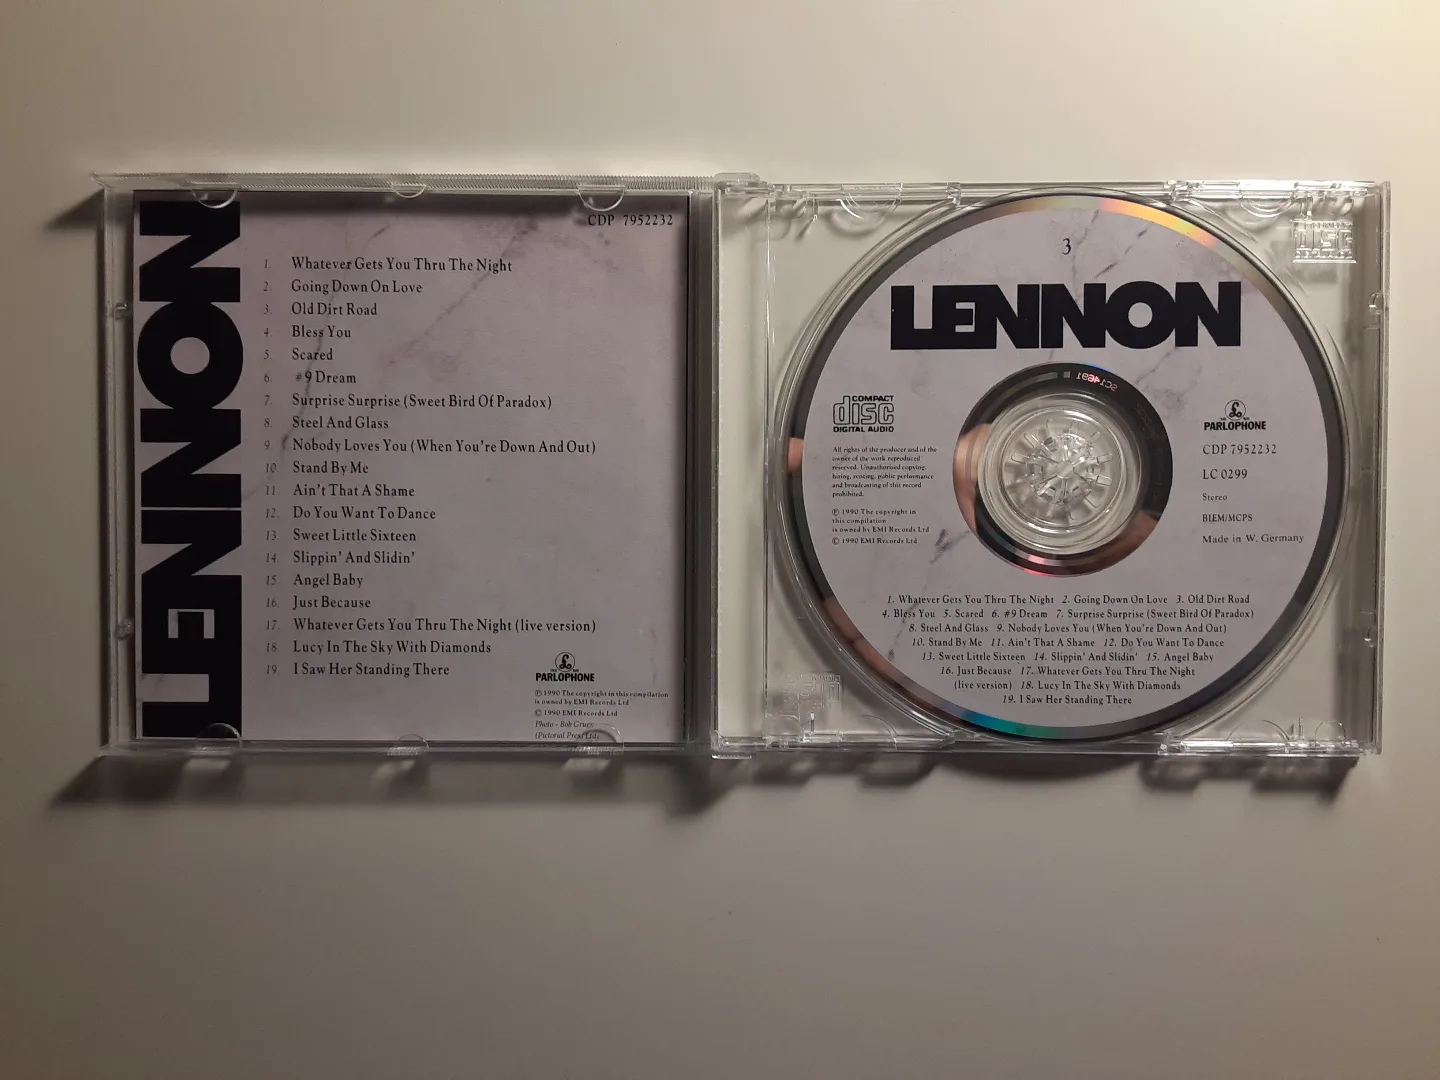 LENNON
CDP 7952232
1. Whatever Gets You Thru The Night
2. Going Down On Love
3. Old Dirt Road
4. Bless You
5. Scared
6. #9 Dream
7. Surprise Surprise (Sweet Bird Of Paradox)
8. Steel And Glass
9. Nobody Loves You (When You're Down And Out)
10. Stand By Me
11. Ain't That A Shame
12. Do You Want To Dance
13. Sweet Little Sixteen
14. Slippin' And Slidin'
15. Angel Baby
16. Just Because
17. Whatever Gets You Thru The Night (live version)
18. Lucy In The Sky With Diamonds
19. I Saw Her Standing There
PARLOPHONE
℗ 1990 The copyright in this compilation
is owned by EMI Records Ltd
© 1990 EMI Records Ltd
Photo - Bob Gruen
(Pictorial Press Ltd)
3
LENNON
COMPACT
disc
DIGITAL AUDIO
All rights of the producer and of the
owner of the work reproduced
reserved. Unauthorised copying,
hiring, renting, public performance
and broadcasting of this record
prohibited.
℗ 1990 The copyright in
this compilation
is owned by EMI Records Ltd
© 1990 EMI Records Ltd
PARLOPHONE
CDP 7952232
LC 0299
Stereo
BIEM/MCPS
Made in W. Germany
1. Whatever Gets You Thru The Night 2. Going Down On Love 3. Old Dirt Road
4. Bless You 5. Scared 6. #9 Dream 7. Surprise Surprise (Sweet Bird Of Paradox)
8. Steel And Glass 9. Nobody Loves You (When You're Down And Out)
10. Stand By Me 11. Ain't That A Shame 12. Do You Want To Dance
13. Sweet Little Sixteen 14. Slippin' And Slidin' 15. Angel Baby
16. Just Because 17. Whatever Gets You Thru The Night
(live version) 18. Lucy In The Sky With Diamonds
19. I Saw Her Standing There